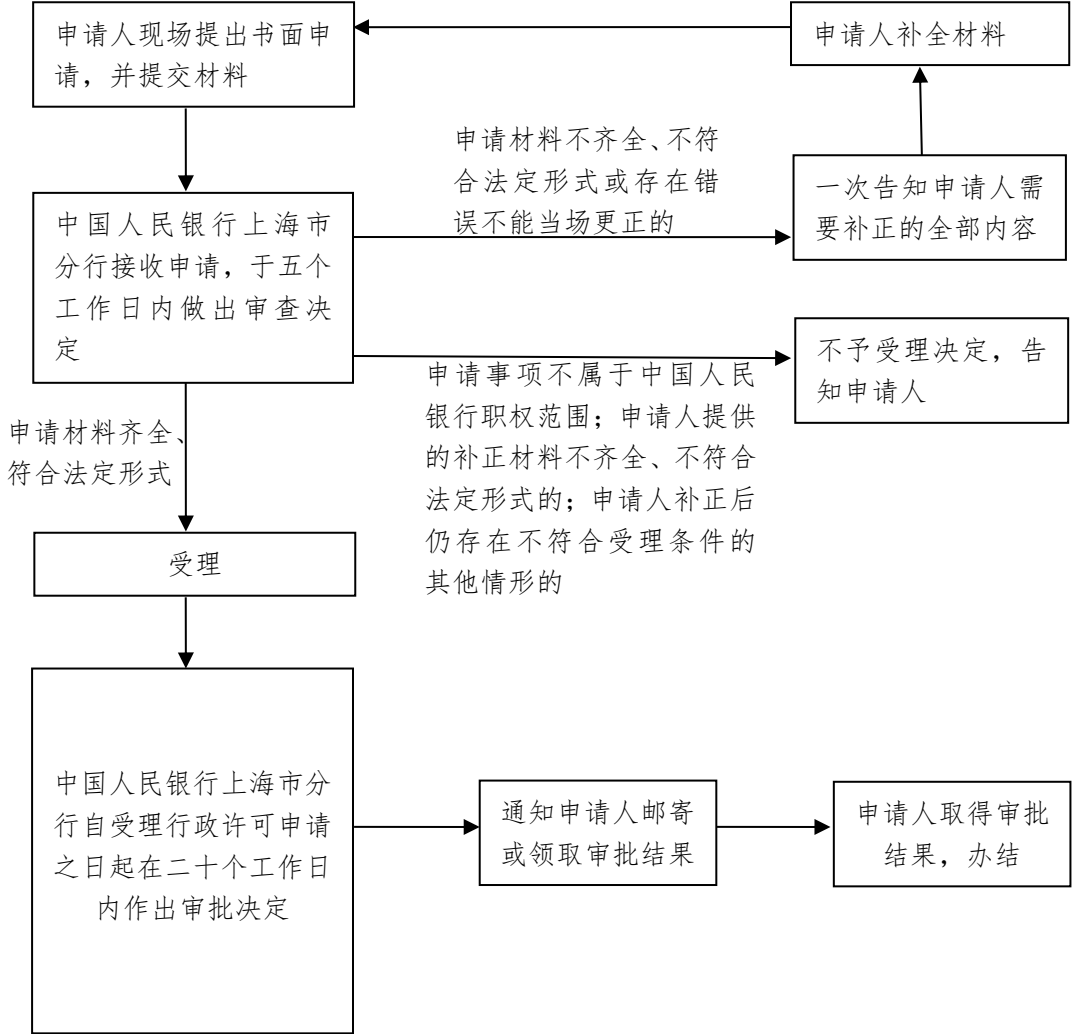 申请人现场提出书面申
请，并提交材料
申请人补全材料
申请材料不齐全、不符
合法定形式或存在错
误不能当场更正的
一次告知申请人需
要补正的全部内容
中国人民银行上海市
分行接收申请，于五个
工作日内做出审查决
定
不予受理决定，告
知申请人
申请事项不属于中国人民
银行职权范围；申请人提供
的补正材料不齐全、不符合
法定形式的；申请人补正后
仍存在不符合受理条件的
其他情形的
申请材料齐全、
符合法定形式
受理
中国人民银行上海市分
行自受理行政许可申请
之日起在二十个工作日
内作出审批决定
通知申请人邮寄
或领取审批结果
申请人取得审批
结果，办结